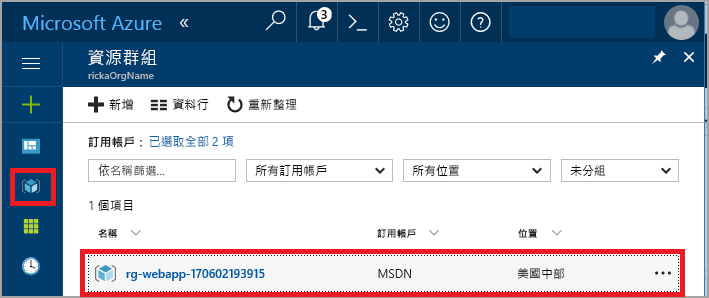 Microsoft Azure «
3
資源群組
rickaOrgName
新增 資料行 重新整理
訂用帳戶： 已選取全部 2 項
依名稱篩選... 所有訂用帳戶 所有位置 未分組
1 個項目
名稱 訂用帳戶 位置
rg-webapp-170602193915 MSDN 美國中部 •••